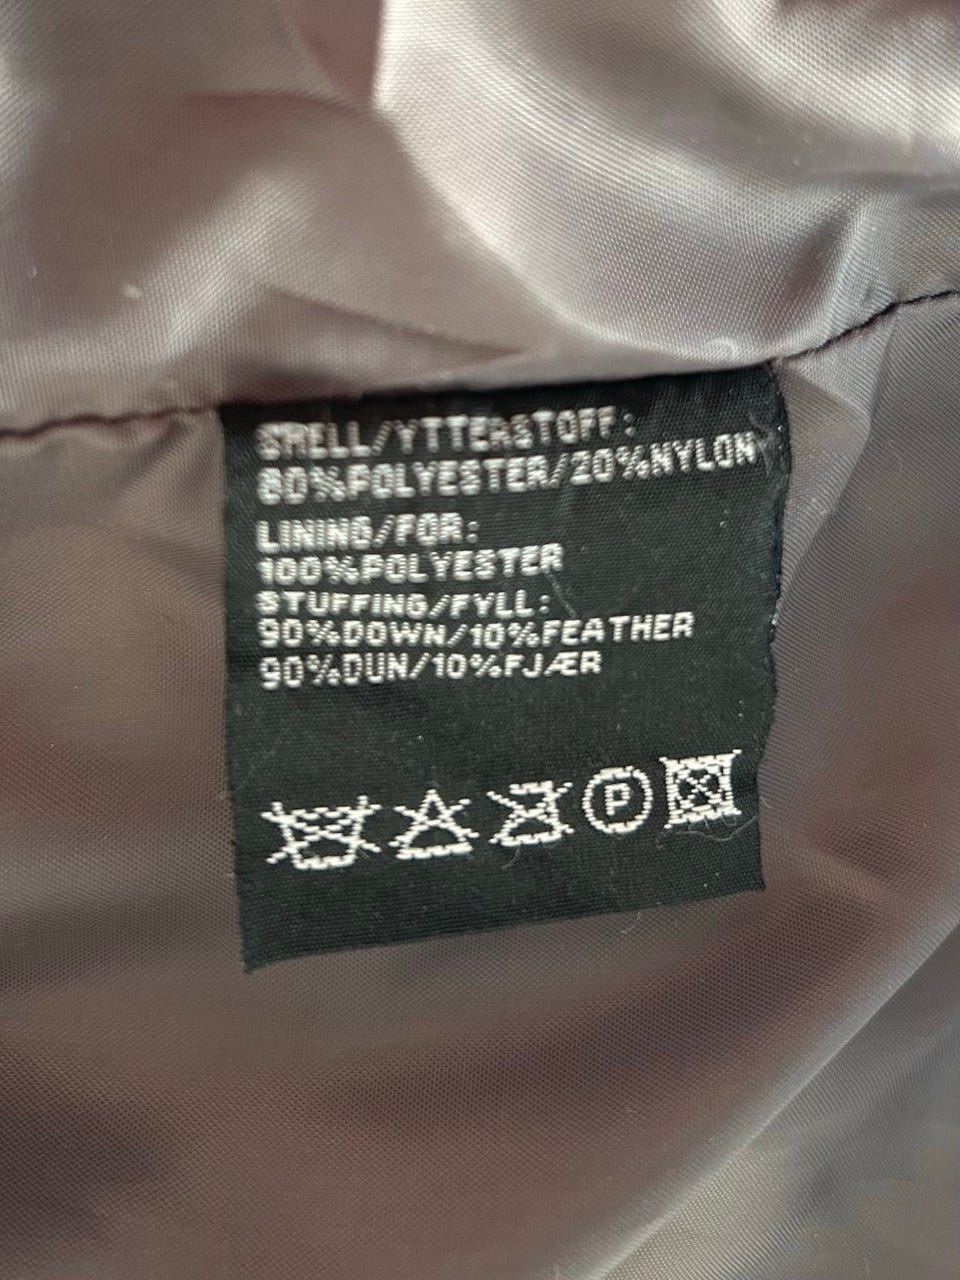 SHELL/YTTERSTOFF:
80%POLYESTER/20%NYLON
LINING/FOR:
100%POLYESTER
STUFFING/FYLL:
90%DOWN/10%FEATHER
90%DUN/10%FJÆR
P